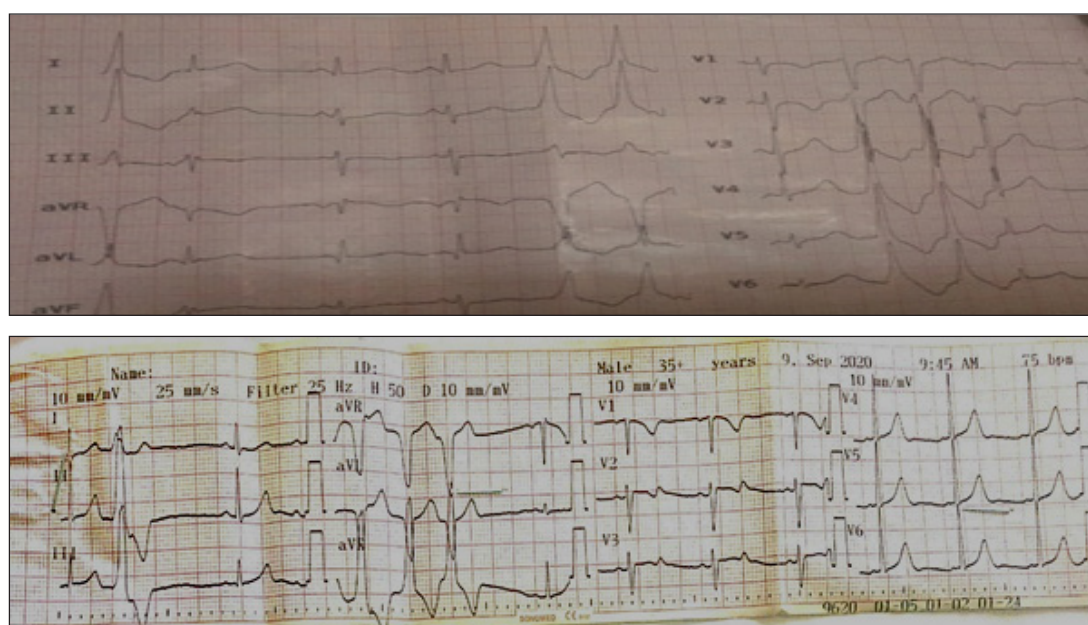 I
II
III
aVR
aVL
aVF
V1
V2
V3
V4
V5
V6
Name:
ID:
Male 35+ years 9. Sep 2020 9:45 AM 75 bpm
10 mm/mV 25 mm/s Filter 25 Hz H 50 D 10 mm/mV 10 mm/mV 10 mm/mV
I
aVR
V1
V4
aVL
V2
V5
III
V3
V6
9620 01-05 01-02 01-24